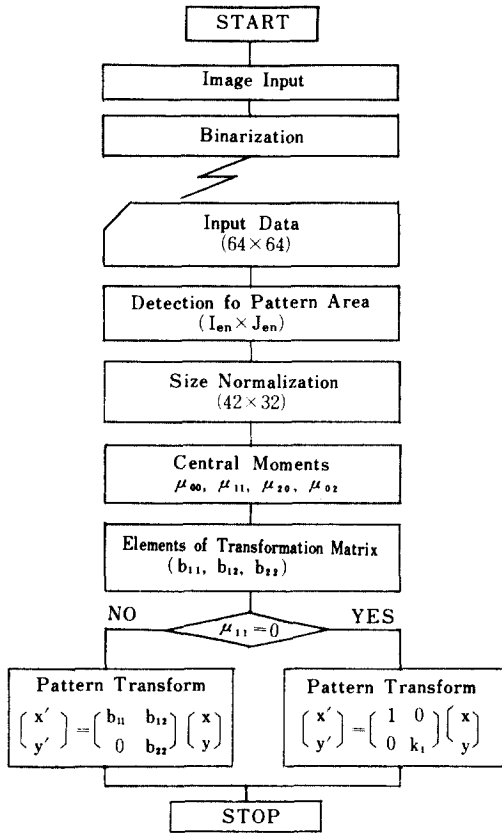 START
Image Input
Binarization
Input Data
(64×64)
Detection fo Pattern Area
(I_en × J_en)
Size Normalization
(42×32)
Central Moments
μ₀₀, μ₁₁, μ₂₀, μ₀₂
Elements of Transformation Matrix
(b₁₁, b₁₂, b₂₂)
NO
μ₁₁=0
YES
Pattern Transform
(x′ y′) = (b₁₁ b₁₂ 0 b₂₂) (x y)
Pattern Transform
(x′ y′) = (1 0 0 k₁) (x y)
STOP